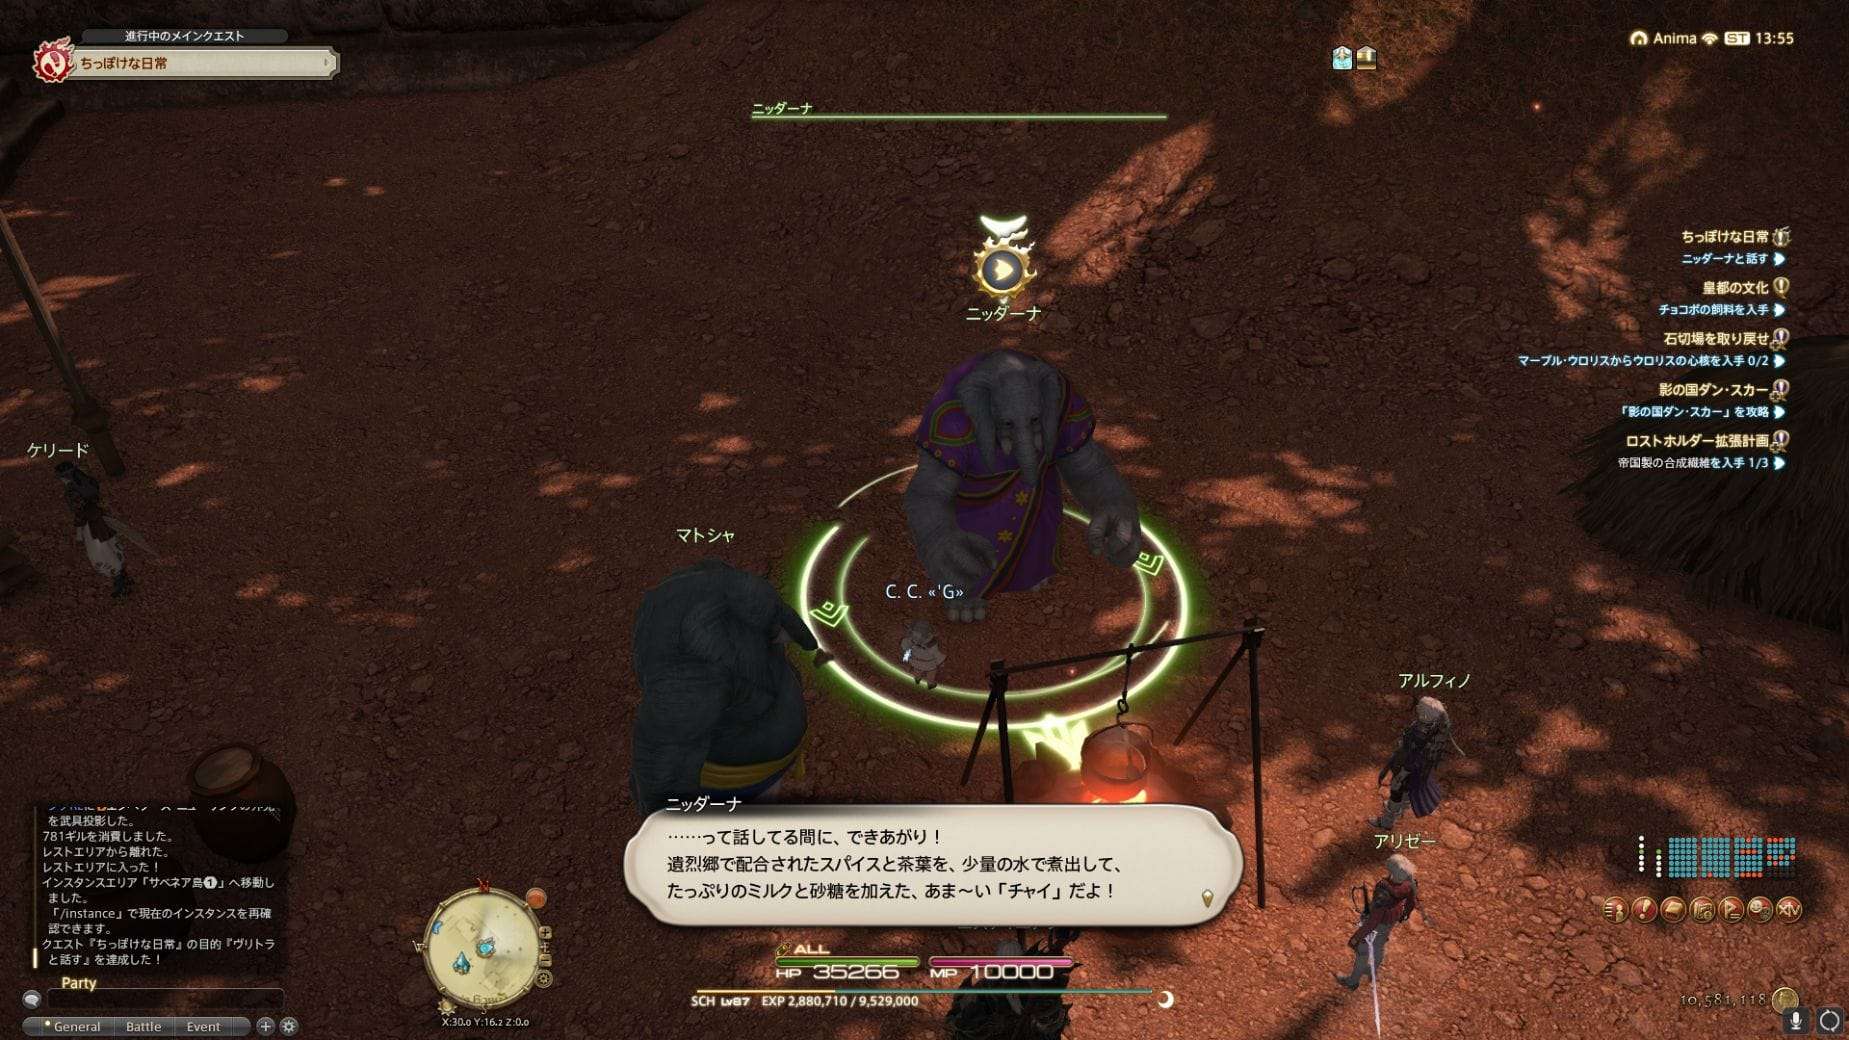 進行中のメインクエスト
ちっぽけな日常
Anima ST 13:55
ニッダーナ
ニッダーナ
ちっぽけな日常
ニッダーナと話す
皇都の文化
チョコボの飼料を入手
石切場を取り戻せ
マーブル・ウロリスからウロリスの心核を入手 0/2
影の国ダン・スカー
「影の国ダン・スカー」を攻略
ロストホルダー拡張計画
帝国製の合成繊維を入手 1/3
ケリード
マトシャ
C. C. «'G»
アルフィノ
アリゼー
ニッダーナ
……って話してる間に、できあがり！
遺烈郷で配合されたスパイスと茶葉を、少量の水で煮出して、
たっぷりのミルクと砂糖を加えた、あま～い「チャイ」だよ！
を武具投影した。
781ギルを消費しました。
レストエリアから離れた。
レストエリアに入った！
インスタンスエリア「サベネア島1」へ移動し
ました。
「/instance」で現在のインスタンスを再確
認できます。
クエスト『ちっぽけな日常』の目的『ヴリトラ
と話す』を達成した！
Party
General Battle Event
X:30.0 Y:16.2 Z:0.0
ALL
HP 35266 MP 10000
SCH Lv87 EXP 2,880,710 / 9,529,000
10,581,118
XIV